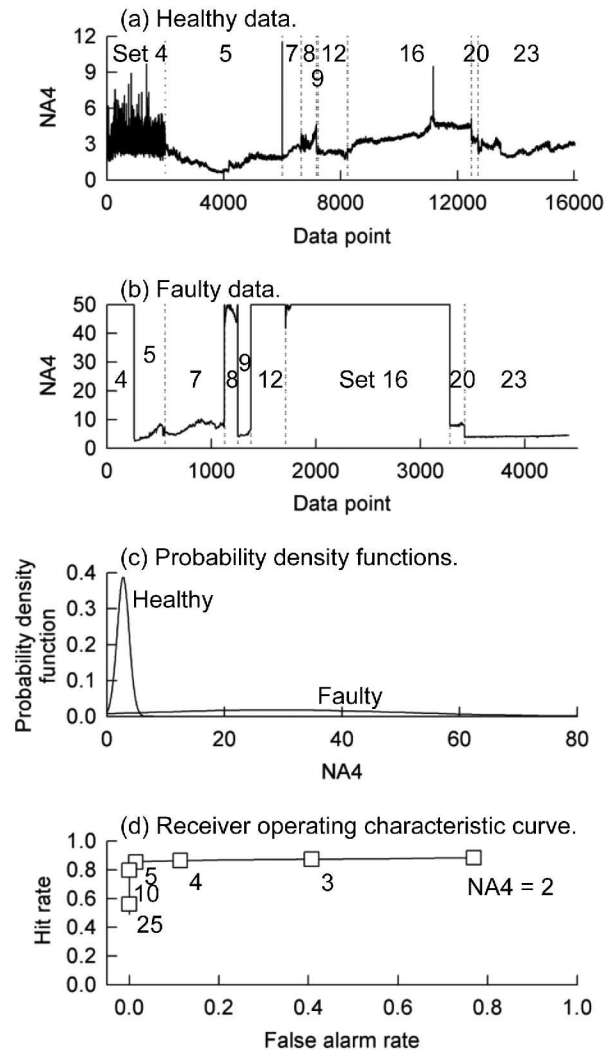 (a) Healthy data.
12
Set 4 5 7 8 12 16 20 23
9
9
6
3
0
NA4
0 4000 8000 12000 16000
Data point
(b) Faulty data.
50
40
30
20
10
0
NA4
5
9
4 7 8 12 Set 16 20 23
0 1000 2000 3000 4000
Data point
(c) Probability density functions.
0.4
0.3
0.2
0.1
0.0
Probability density
function
Healthy
Faulty
0 20 40 60 80
NA4
(d) Receiver operating characteristic curve.
1.0
0.8
0.6
0.4
0.2
0.0
Hit rate
5 4 3 NA4 = 2
10
25
0.0 0.2 0.4 0.6 0.8 1.0
False alarm rate